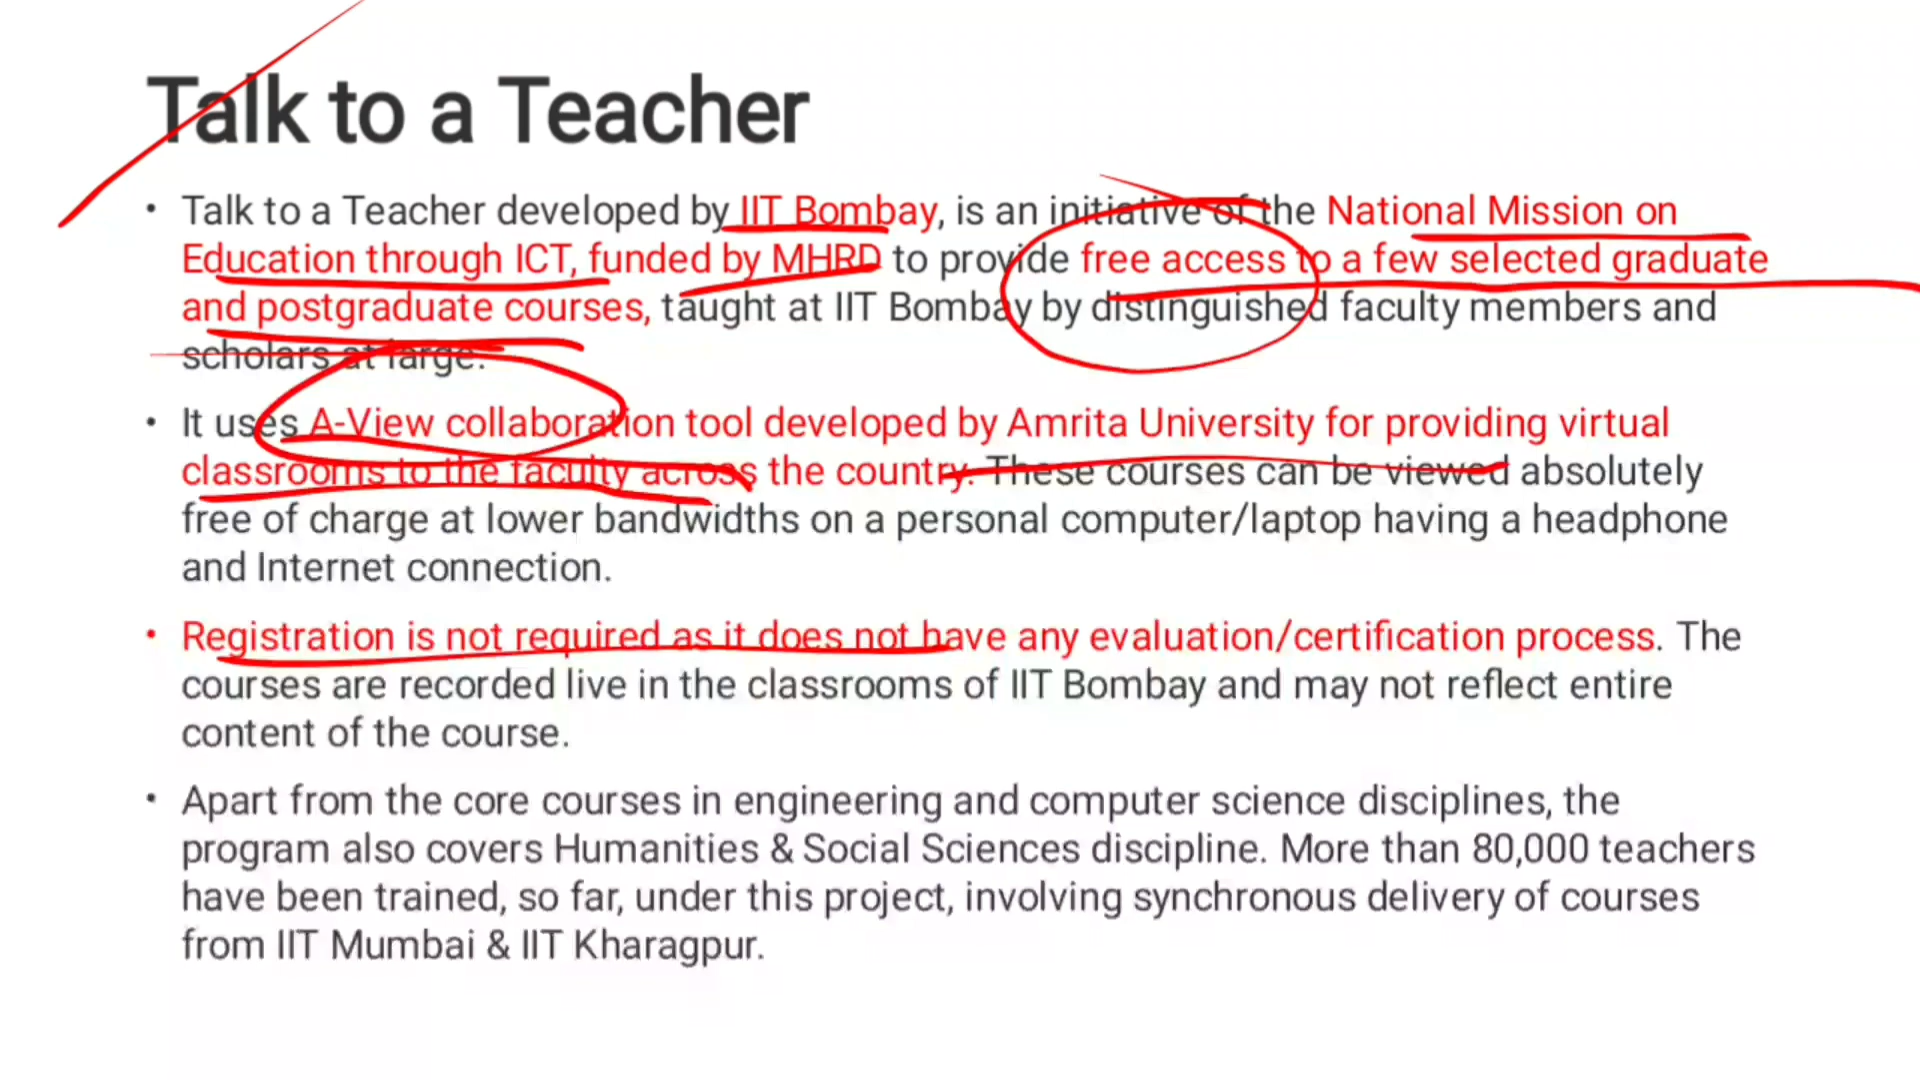 Talk to a Teacher
• Talk to a Teacher developed by IIT Bombay, is an initiative of the National Mission on
Education through ICT, funded by MHRD to provide free access to a few selected graduate
and postgraduate courses, taught at IIT Bombay by distinguished faculty members and
scholars at large.
• It uses A-View collaboration tool developed by Amrita University for providing virtual
classrooms to the faculty across the country. These courses can be viewed absolutely
free of charge at lower bandwidths on a personal computer/laptop having a headphone
and Internet connection.
• Registration is not required as it does not have any evaluation/certification process. The
courses are recorded live in the classrooms of IIT Bombay and may not reflect entire
content of the course.
• Apart from the core courses in engineering and computer science disciplines, the
program also covers Humanities & Social Sciences discipline. More than 80,000 teachers
have been trained, so far, under this project, involving synchronous delivery of courses
from IIT Mumbai & IIT Kharagpur.